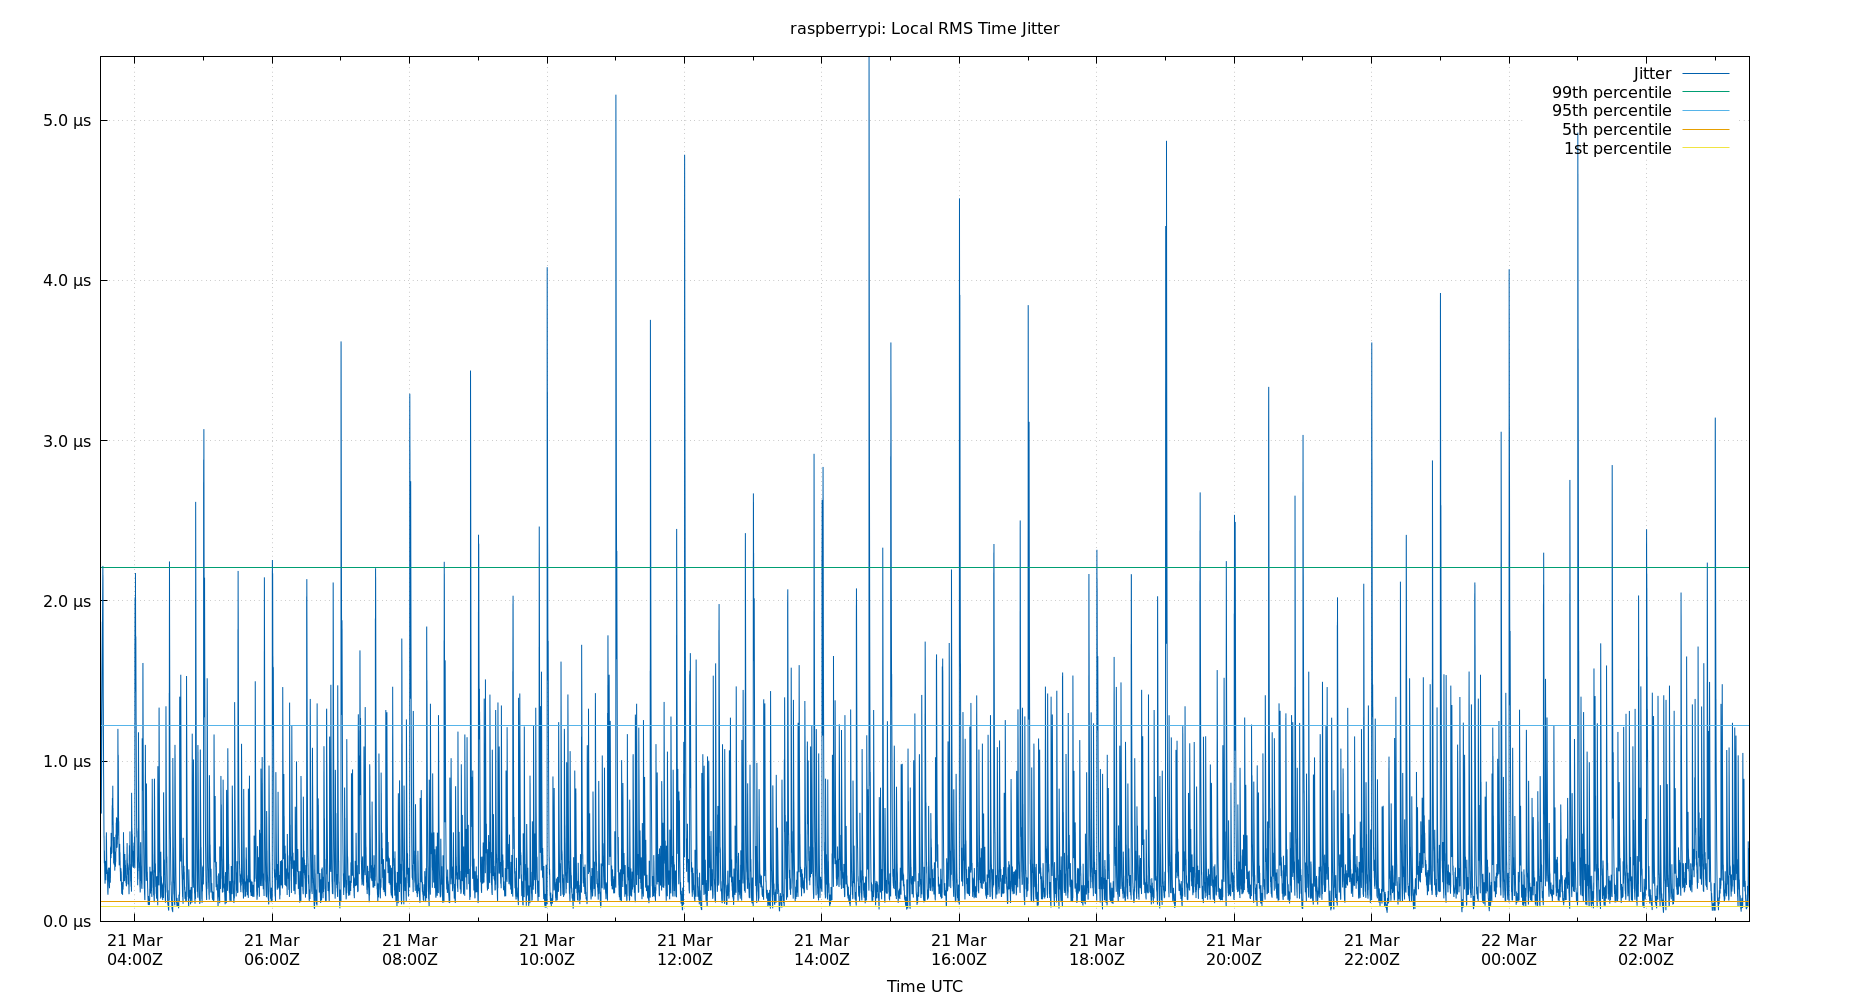 raspberrypi: Local RMS Time Jitter
Jitter
99th percentile
95th percentile
5th percentile
1st percentile
5.0 µs
4.0 µs
3.0 µs
2.0 µs
1.0 µs
0.0 µs
21 Mar 21 Mar 21 Mar 21 Mar 21 Mar 21 Mar 21 Mar 21 Mar 21 Mar 21 Mar 22 Mar 22 Mar
04:00Z 06:00Z 08:00Z 10:00Z 12:00Z 14:00Z 16:00Z 18:00Z 20:00Z 22:00Z 00:00Z 02:00Z
Time UTC